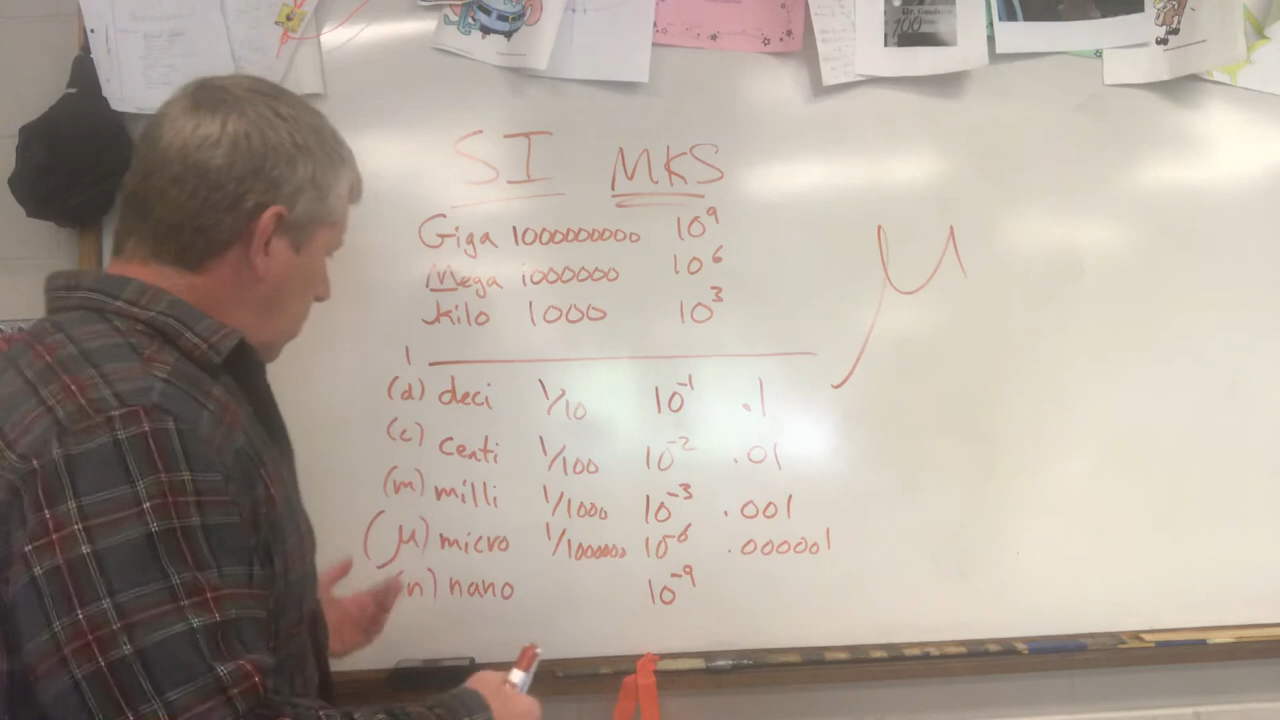 100
SI MKS
Giga 1000000000 10⁹
Mega 1000000 10⁶
kilo 1000 10³
1
(d) deci 1/10 10⁻¹ .1
(c) centi 1/100 10⁻² .01
(m) milli 1/1000 10⁻³ .001
(μ) micro 1/1000000 10⁻⁶ .000001
(n) nano 10⁻⁹
μ